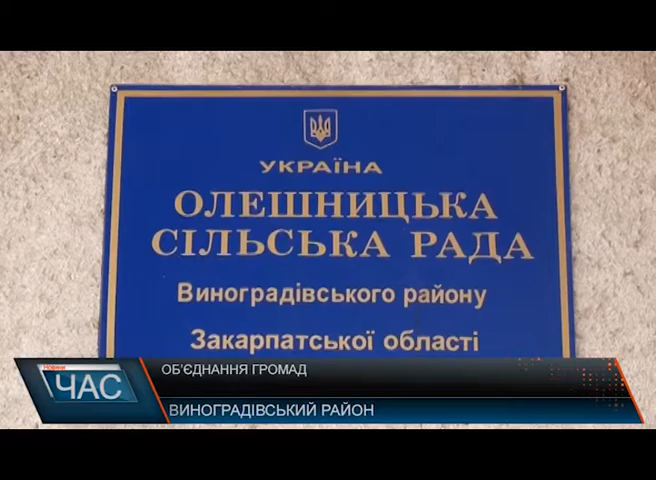 УКРАЇНА
ОЛЕШНИЦЬКА
СІЛЬСЬКА РАДА
Виноградівського району
Закарпатської області
Новини
ЧАС
ОБ'ЄДНАННЯ ГРОМАД
ВИНОГРАДІВСЬКИЙ РАЙОН